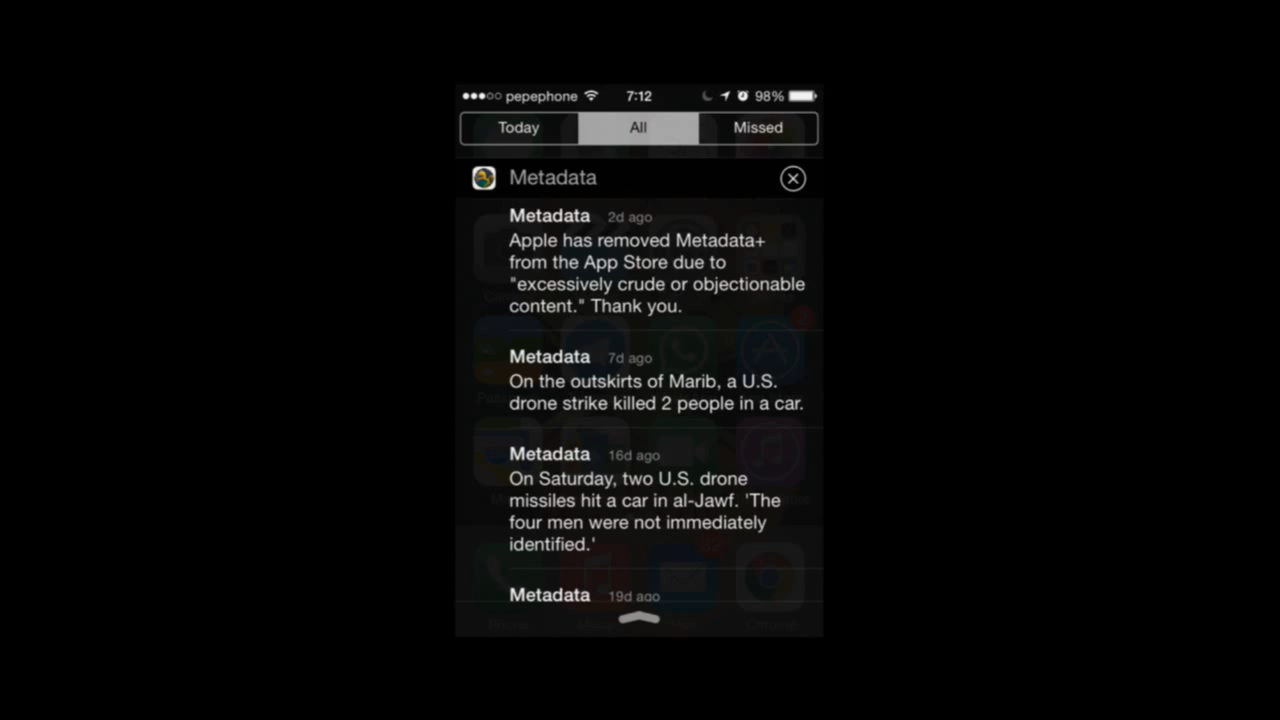 pepephone 7:12 98%
Today All Missed
Metadata
Metadata 2d ago
Apple has removed Metadata+
from the App Store due to
"excessively crude or objectionable
content." Thank you.
Metadata 7d ago
On the outskirts of Marib, a U.S.
drone strike killed 2 people in a car.
Metadata 16d ago
On Saturday, two U.S. drone
missiles hit a car in al-Jawf. 'The
four men were not immediately
identified.'
Metadata 19d ago
Phone Chrome